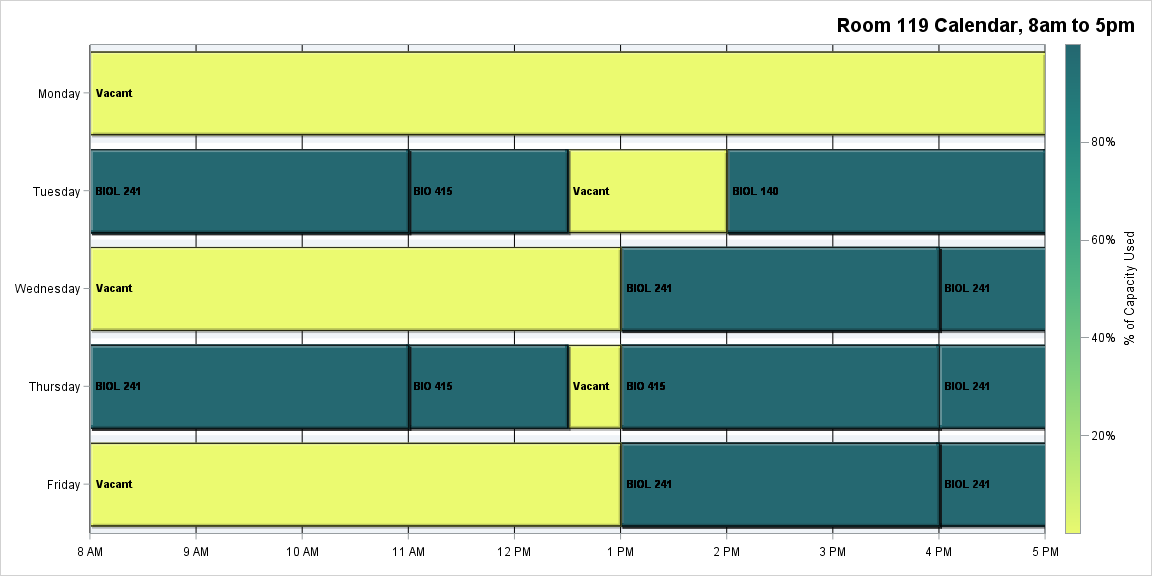 Room 119 Calendar, 8am to 5pm
Monday
Vacant
Tuesday
BIOL 241
BIO 415
Vacant
BIOL 140
Wednesday
Vacant
BIOL 241
BIOL 241
Thursday
BIOL 241
BIO 415
Vacant
BIO 415
BIOL 241
Friday
Vacant
BIOL 241
BIOL 241
8 AM
9 AM
10 AM
11 AM
12 PM
1 PM
2 PM
3 PM
4 PM
5 PM
80%
60%
40%
20%
% of Capacity Used